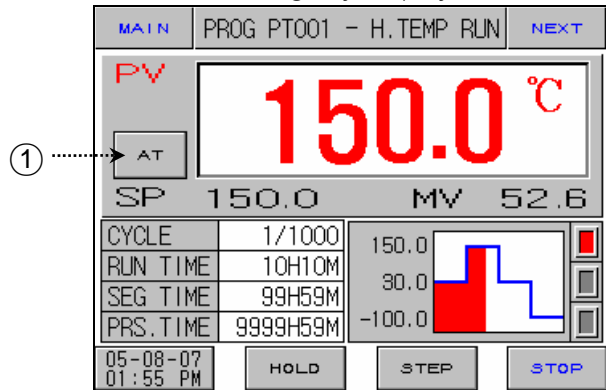 MAIN PROG PT001 - H.TEMP RUN NEXT
PV 150.0 ℃
① AT
SP 150.0 MV 52.6
CYCLE 1/1000
RUN TIME 10H10M
SEG TIME 99H59M
PRS.TIME 9999H59M
150.0
30.0
-100.0
05-08-07
01:55 PM
HOLD STEP STOP